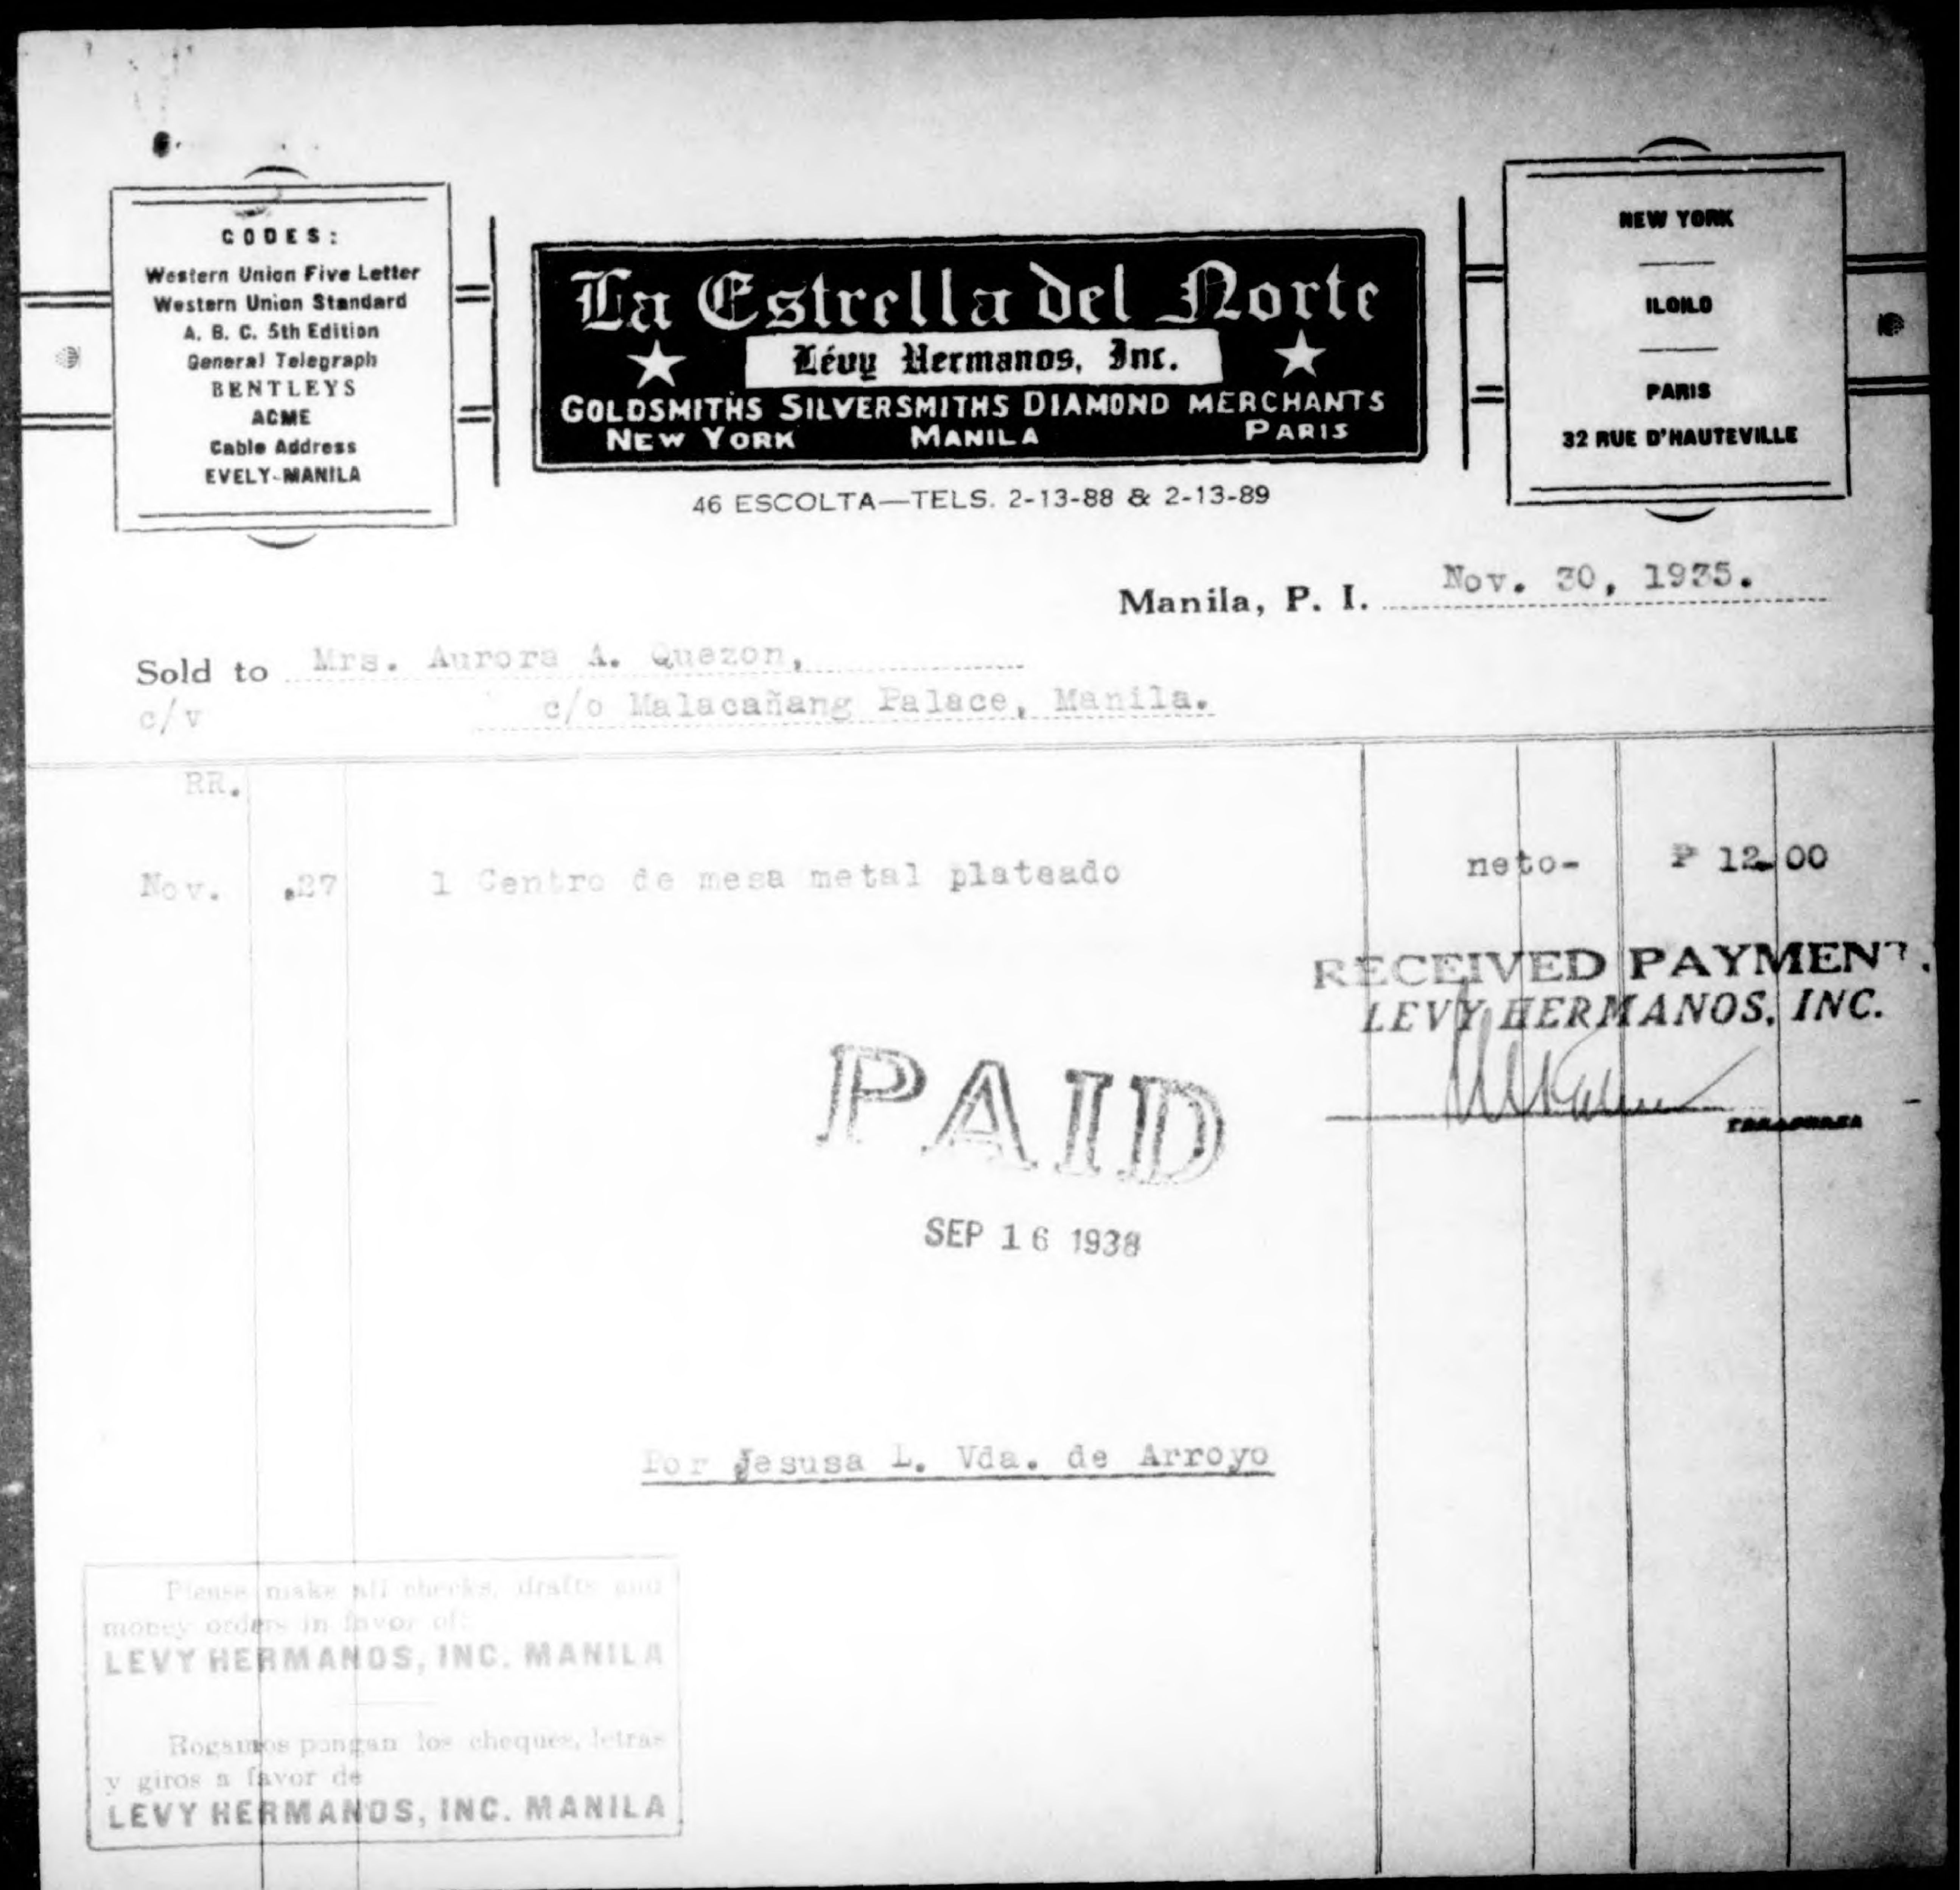 CODES:
Western Union Five Letter
Western Union Standard
A. B. C. 5th Edition
General Telegraph
BENTLEYS
ACME
Cable Address
EVELY-MANILA
La Estrella del Norte
Lévy Hermanos, Inc.
GOLDSMITHS SILVERSMITHS DIAMOND MERCHANTS
NEW YORK MANILA PARIS
46 ESCOLTA—TELS. 2-13-88 & 2-13-89
NEW YORK
ILOILO
PARIS
32 RUE D'HAUTEVILLE
Manila, P. I. Nov. 30, 1935.
Sold to Mrs. Aurora A. Quezon,
c/v c/o Malacañang Palace, Manila.
RR.
Nov. .27 1 Centro de mesa metal plateado neto- ₱ 12.00
RECEIVED PAYMENT.
LEVY HERMANOS, INC.
PAID
SEP 16 1938
Por Jesusa L. Vda. de Arroyo
Please make all checks, drafts and
money orders in favor of:
LEVY HERMANOS, INC. MANILA
Rogamos pongan los cheques, letras
y giros a favor de
LEVY HERMANOS, INC. MANILA